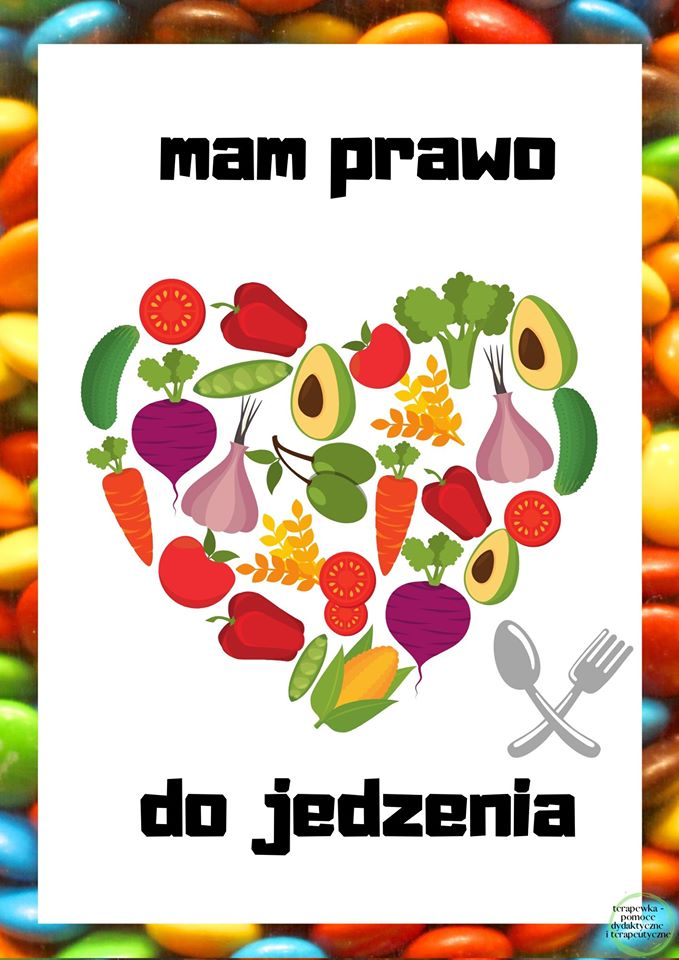 mam prawo
do jedzenia
terapewka -
pomoce
dydaktyczne
i terapeutyczne